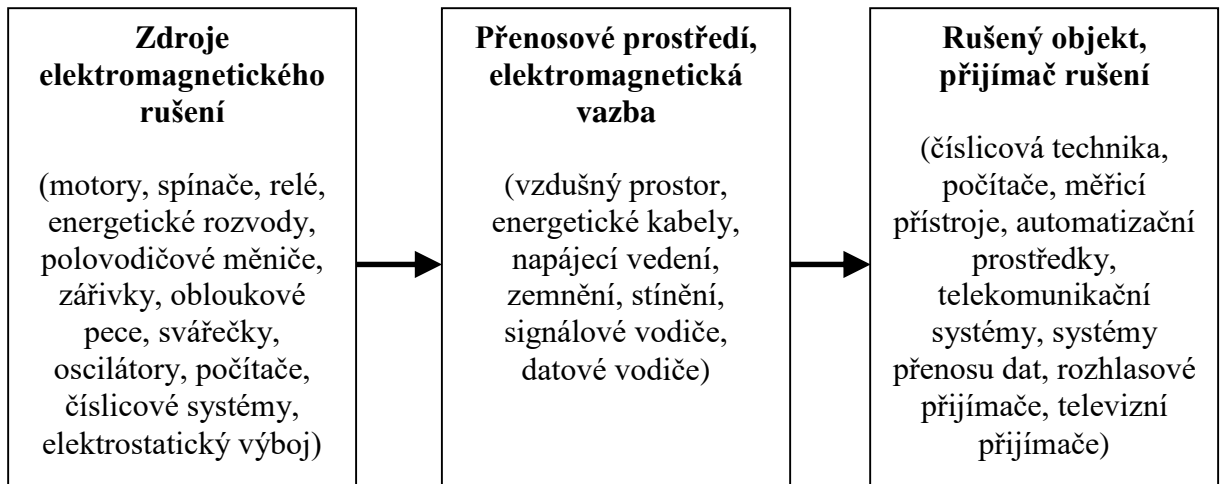 Zdroje
elektromagnetického
rušení
(motory, spínače, relé,
energetické rozvody,
polovodičové měniče,
zářivky, obloukové
pece, svářečky,
oscilátory, počítače,
číslicové systémy,
elektrostatický výboj)
Přenosové prostředí,
elektromagnetická
vazba
(vzdušný prostor,
energetické kabely,
napájecí vedení,
zemnění, stínění,
signálové vodiče,
datové vodiče)
Rušený objekt,
přijímač rušení
(číslicová technika,
počítače, měřicí
přístroje, automatizační
prostředky,
telekomunikační
systémy, systémy
přenosu dat, rozhlasové
přijímače, televizní
přijímače)